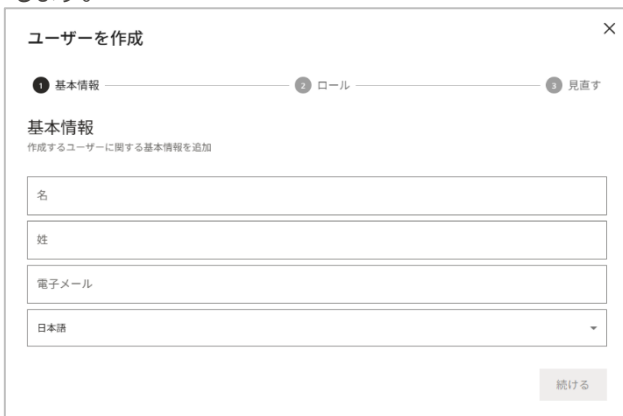 ユーザーを作成
1 基本情報 2 ロール 3 見直す
基本情報
作成するユーザーに関する基本情報を追加
名
姓
電子メール
日本語
続ける